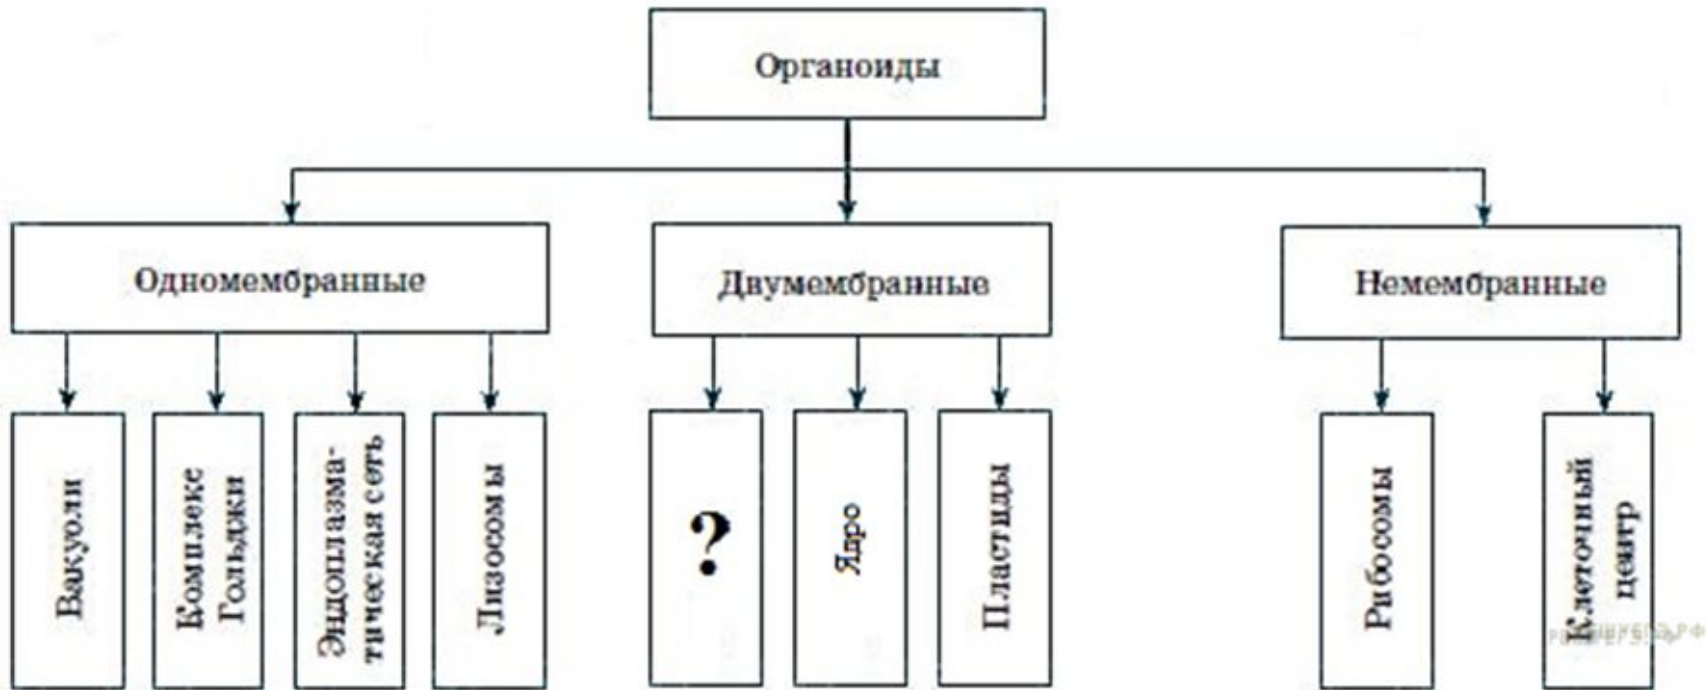 Органоиды
Одномембранные
Двумембранные
Немембранные
Вакуоли
Комплекс
Гольджи
Эндоплазма-
тическая сеть
Лизосомы
?
Ядро
Пластиды
Рибосомы
Клеточный
центр